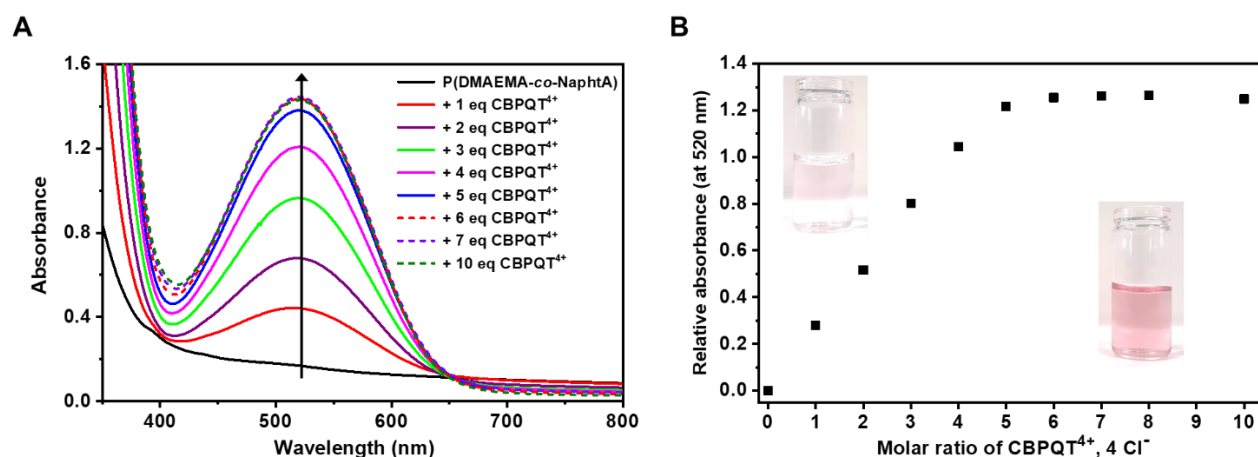 A
Absorbance
1.6
1.2
0.8
0.4
0.0
400
500
600
700
800
Wavelength (nm)
P(DMAEMA-co-NaphtA)
+ 1 eq CBPQT⁴⁺
+ 2 eq CBPQT⁴⁺
+ 3 eq CBPQT⁴⁺
+ 4 eq CBPQT⁴⁺
+ 5 eq CBPQT⁴⁺
+ 6 eq CBPQT⁴⁺
+ 7 eq CBPQT⁴⁺
+ 10 eq CBPQT⁴⁺
B
Relative absorbance (at 520 nm)
1.4
1.2
1.0
0.8
0.6
0.4
0.2
0.0
0 1 2 3 4 5 6 7 8 9 10
Molar ratio of CBPQT⁴⁺, 4 Cl⁻